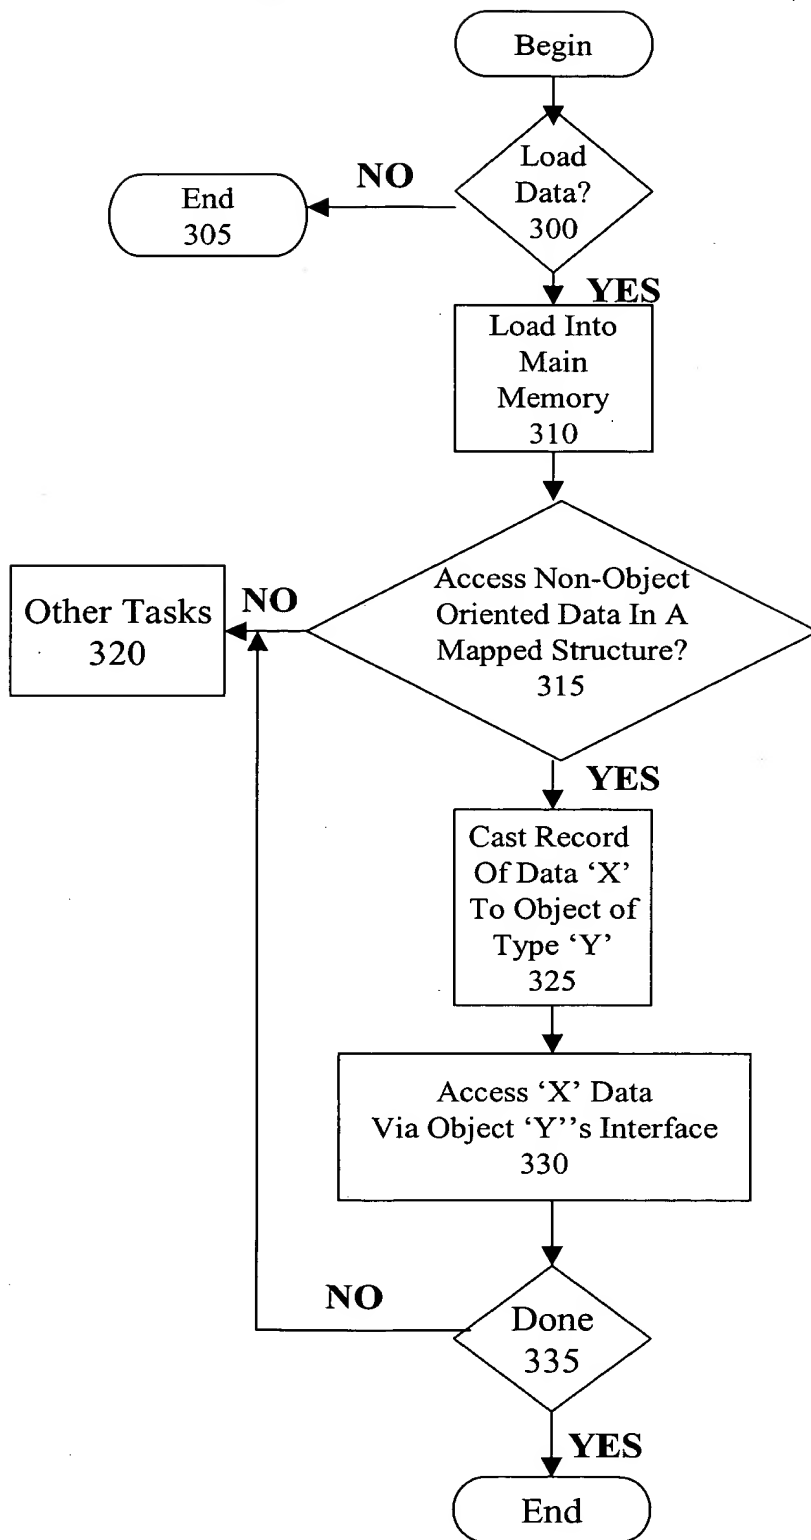 Begin
Load
Data?
300
NO
End
305
YES
Load Into
Main
Memory
310
Access Non-Object
Oriented Data In A
Mapped Structure?
315
NO
Other Tasks
320
YES
Cast Record
Of Data ‘X’
To Object of
Type ‘Y’
325
Access ‘X’ Data
Via Object ‘Y’'s Interface
330
NO
Done
335
YES
End